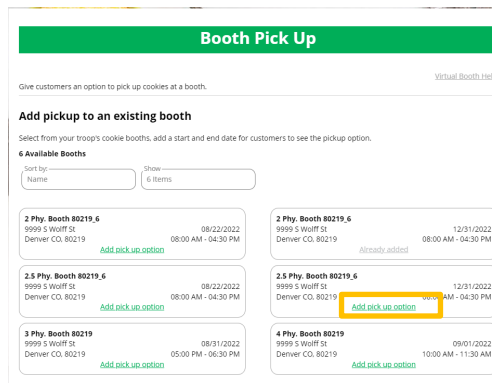 Booth Pick Up
Virtual Booth Hel
Give customers an option to pick up cookies at a booth.
Add pickup to an existing booth
Select from your troop's cookie booths, add a start and end date for customers to see the pickup option.
6 Available Booths
Sort by: Show
Name 6 items
2 Phy. Booth 80219_6
9999 S Wolff St 08/22/2022
Denver CO, 80219 08:00 AM - 04:30 PM
Add pick up option
2 Phy. Booth 80219_6
9999 S Wolff St 12/31/2022
Denver CO, 80219 08:00 AM - 04:30 PM
Already added
2.5 Phy. Booth 80219_6
9999 S Wolff St 08/22/2022
Denver CO, 80219 08:00 AM - 04:30 PM
Add pick up option
2.5 Phy. Booth 80219_6
9999 S Wolff St 12/31/2022
Denver CO, 80219 08:00 AM - 04:30 PM
Add pick up option
3 Phy. Booth 80219
9999 S Wolff St 08/31/2022
Denver CO, 80219 05:00 PM - 06:30 PM
Add pick up option
4 Phy. Booth 80219
9999 S Wolff St 09/01/2022
Denver CO, 80219 10:00 AM - 11:30 AM
Add pick up option